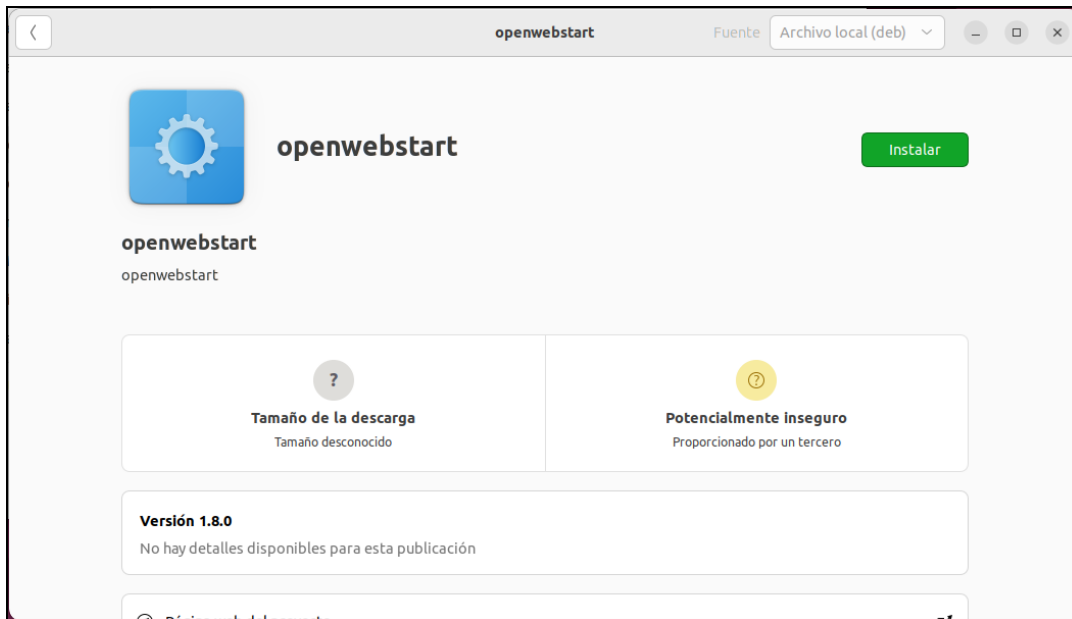 openwebstart
Fuente
Archivo local (deb)
openwebstart
Instalar
openwebstart
openwebstart
?
?
Tamaño de la descarga
Tamaño desconocido
Potencialmente inseguro
Proporcionado por un tercero
Versión 1.8.0
No hay detalles disponibles para esta publicación